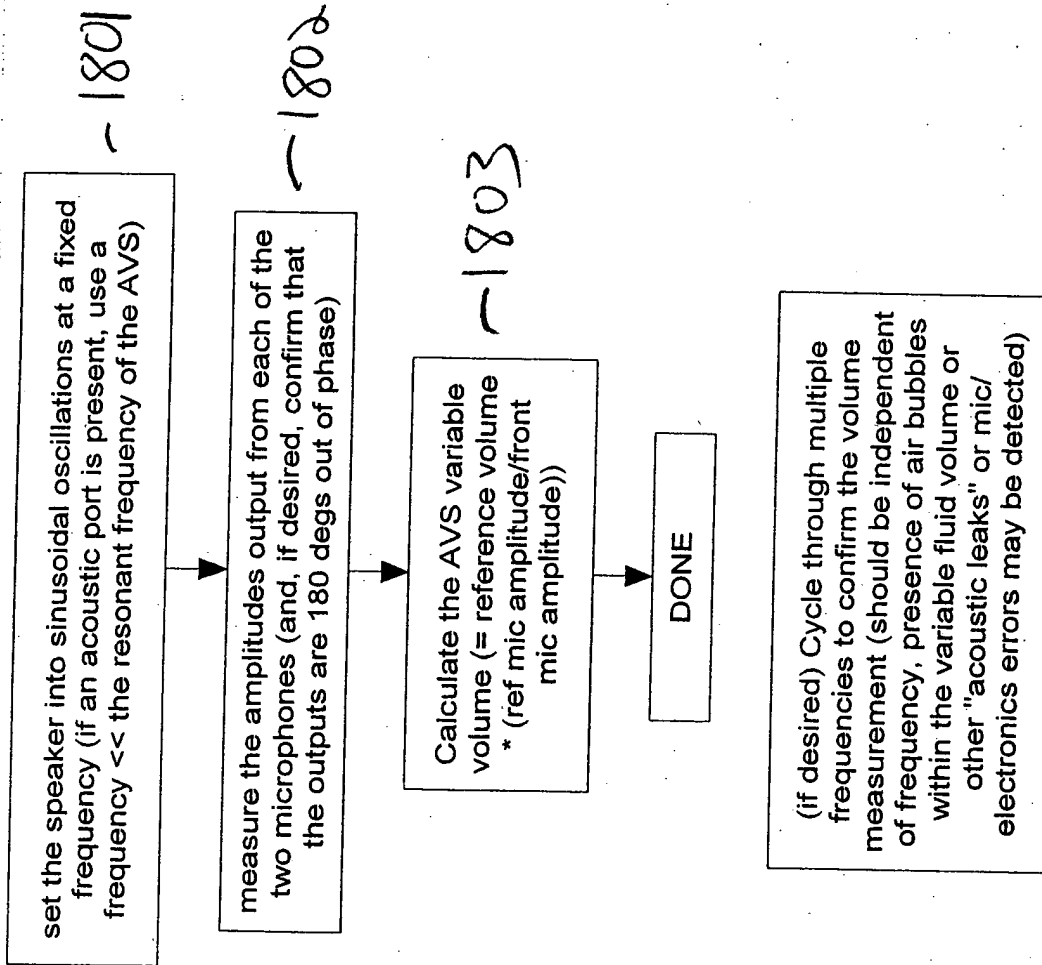 set the speaker into sinusoidal oscillations at a fixed
frequency (if an acoustic port is present, use a
frequency << the resonant frequency of the AVS)
~ 1801
measure the amplitudes output from each of the
two microphones (and, if desired, confirm that
the outputs are 180 degs out of phase)
~ 1802
Calculate the AVS variable
volume (= reference volume
* (ref mic amplitude/front
mic amplitude))
~ 1803
DONE
(if desired) Cycle through multiple
frequencies to confirm the volume
measurement (should be independent
of frequency, presence of air bubbles
within the variable fluid volume or
other "acoustic leaks" or mic/
electronics errors may be detected)